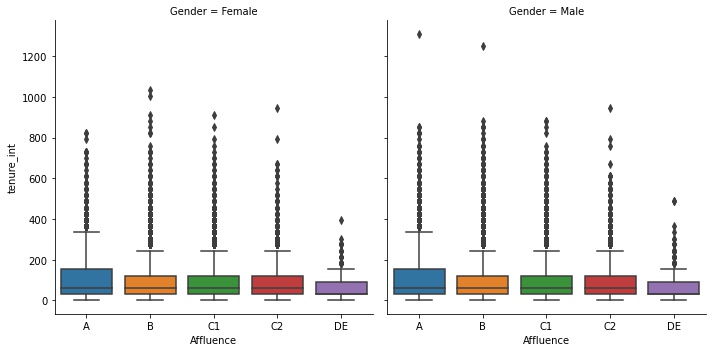 Gender = Female
Gender = Male
1200
1000
800
600
400
200
0
tenure_int
A B C1 C2 DE
A B C1 C2 DE
Affluence
Affluence